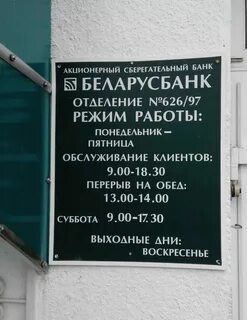 АКЦИОНЕРНЫЙ СБЕРЕГАТЕЛЬНЫЙ БАНК
БЕЛАРУСБАНК
ОТДЕЛЕНИЕ №626/97
РЕЖИМ РАБОТЫ:
ПОНЕДЕЛЬНИК –
ПЯТНИЦА
ОБСЛУЖИВАНИЕ КЛИЕНТОВ:
9.00-18.30
ПЕРЕРЫВ НА ОБЕД:
13.00-14.00
СУББОТА 9.00-17.30
ВЫХОДНЫЕ ДНИ:
ВОСКРЕСЕНЬЕ